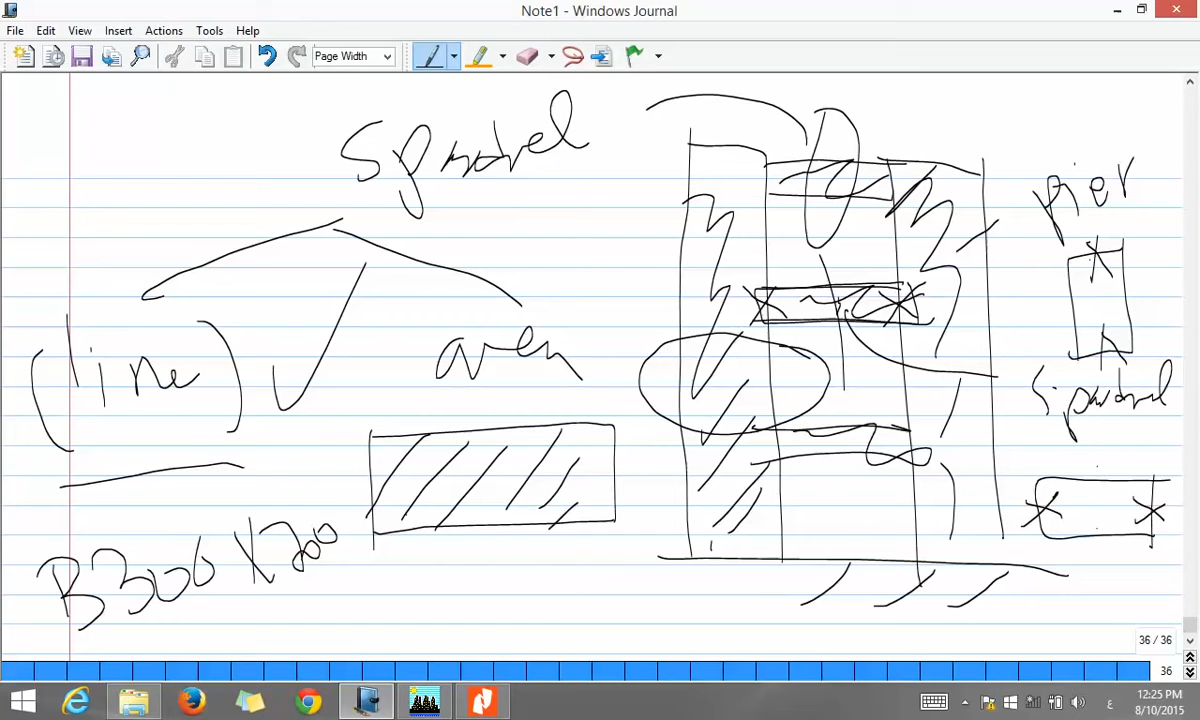 Note1 - Windows Journal
File Edit View Insert Actions Tools Help
Page Width
Spandrel
pier
(line)
area
Spandrel
B300 X 700
36 / 36
36
12:25 PM
8/10/2015